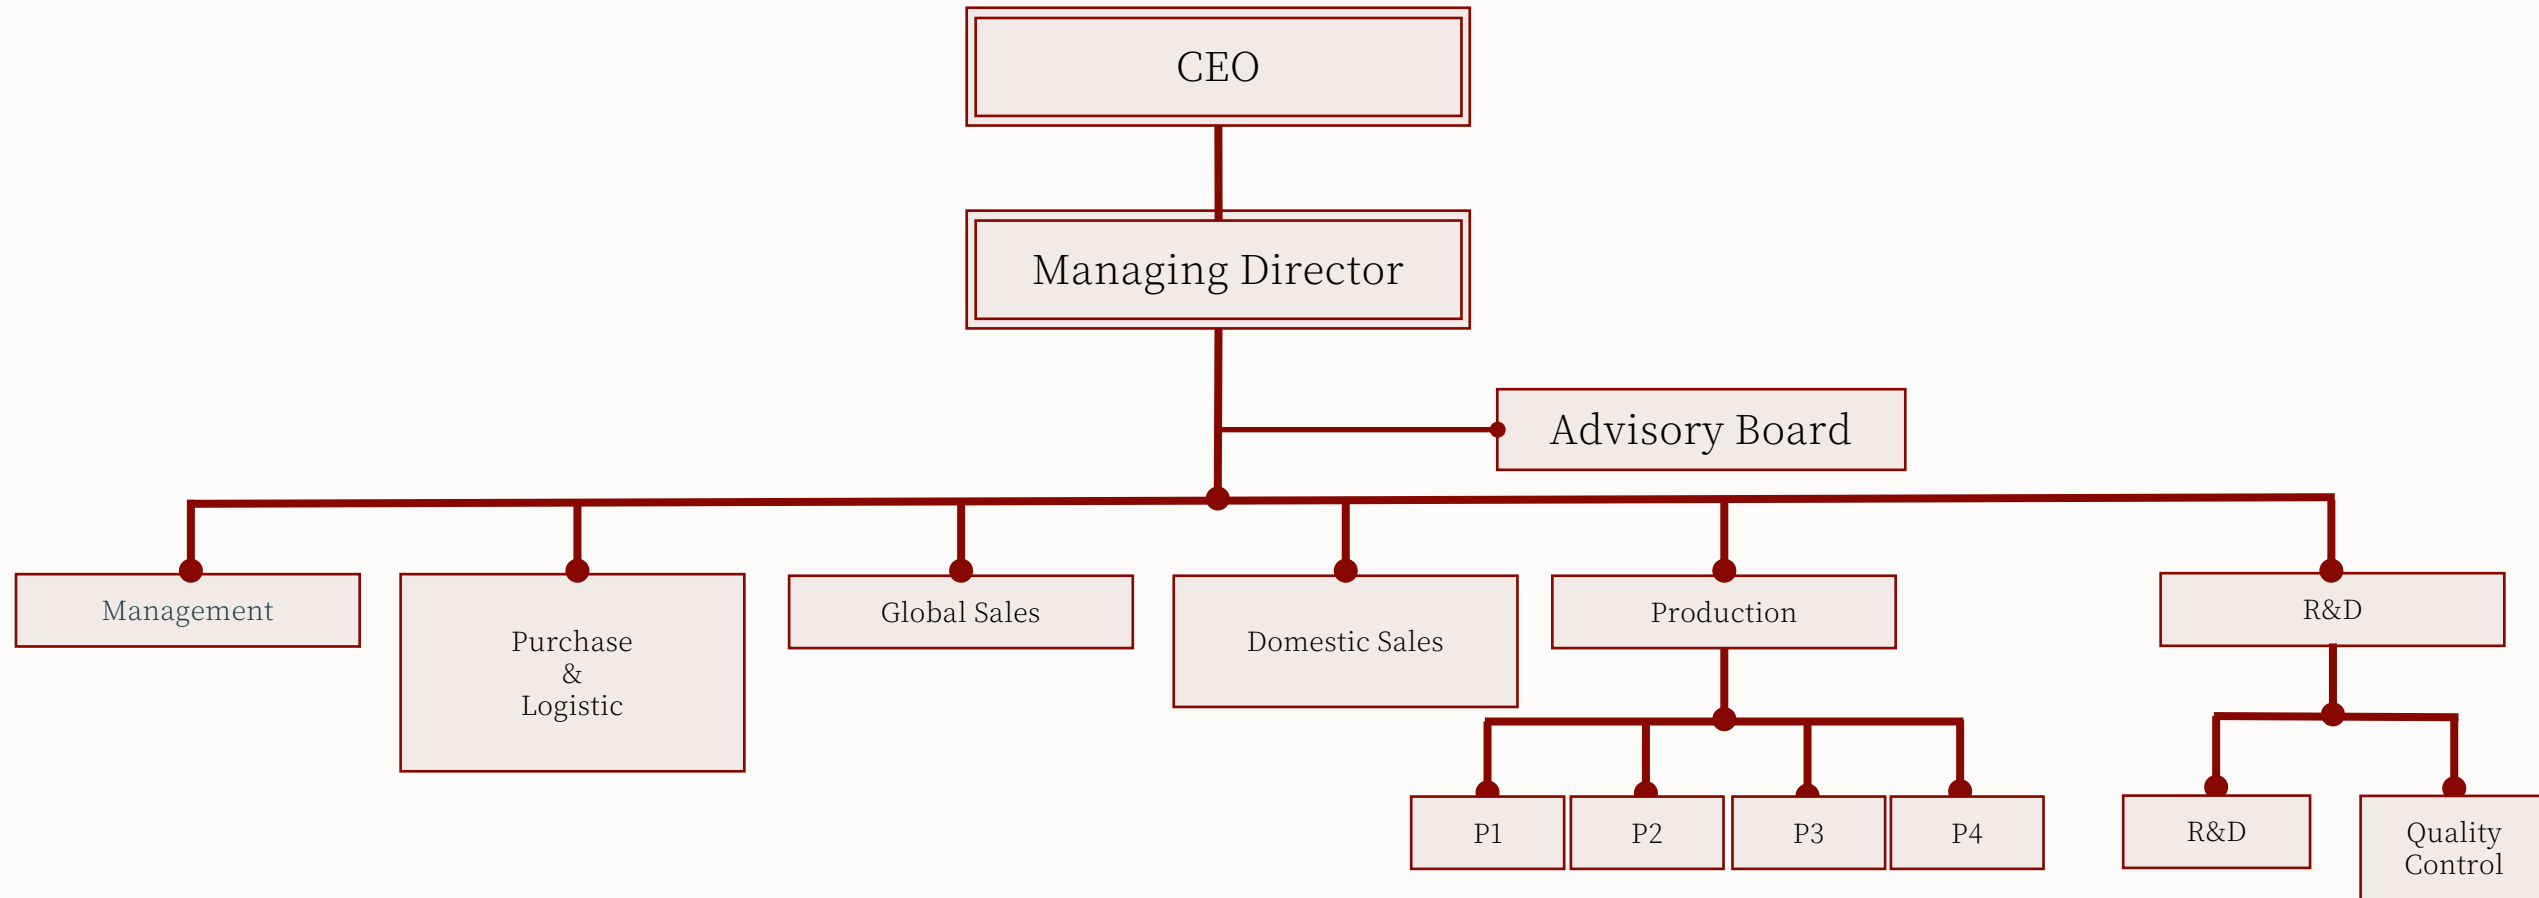 CEO
Managing Director
Advisory Board
Management
Purchase
&
Logistic
Global Sales
Domestic Sales
Production
R&D
P1
P2
P3
P4
R&D
Quality
Control